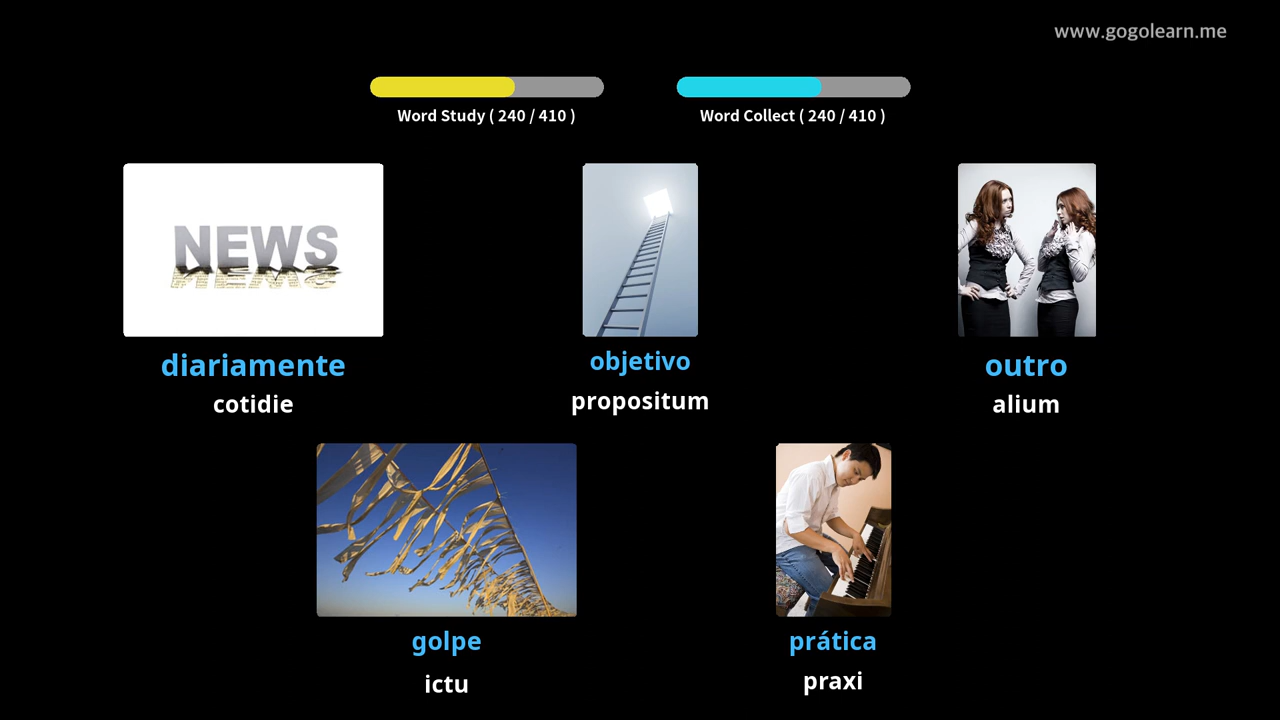 www.gogolearn.me
Word Study ( 240 / 410 )
Word Collect ( 240 / 410 )
NEWS
diariamente
cotidie
objetivo
propositum
outro
alium
golpe
ictu
prática
praxi